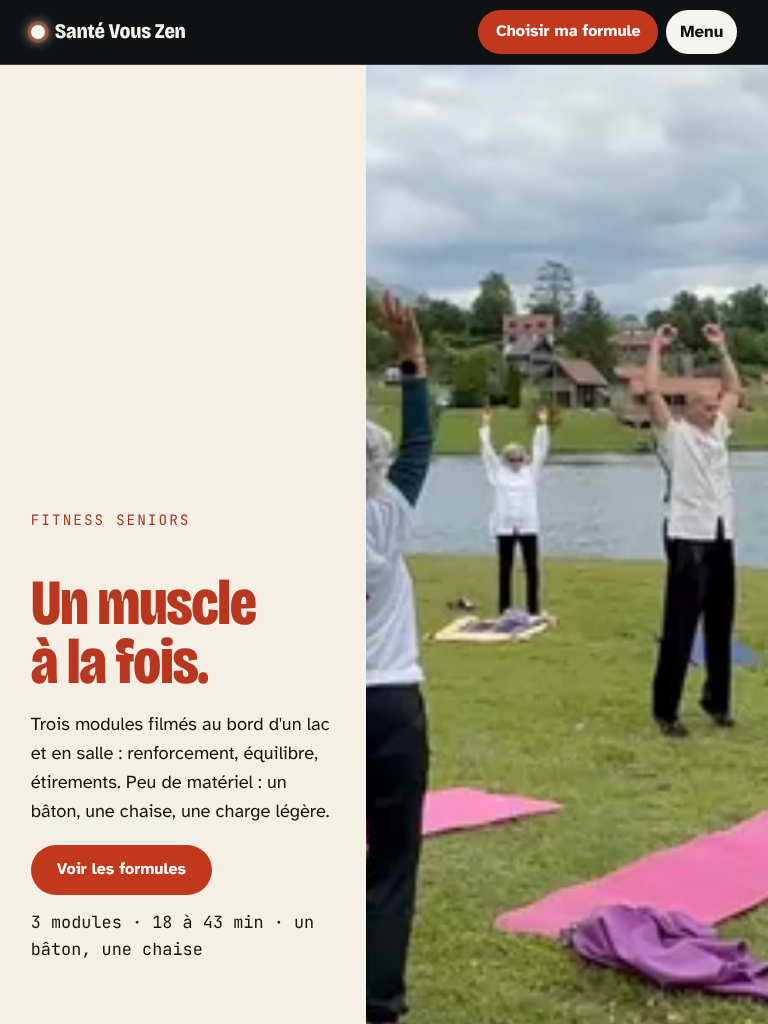 Santé Vous Zen
Choisir ma formule
Menu
FITNESS SENIORS
Un muscle
à la fois.
Trois modules filmés au bord d'un lac
et en salle : renforcement, équilibre,
étirements. Peu de matériel : un
bâton, une chaise, une charge légère.
Voir les formules
3 modules · 18 à 43 min · un
bâton, une chaise